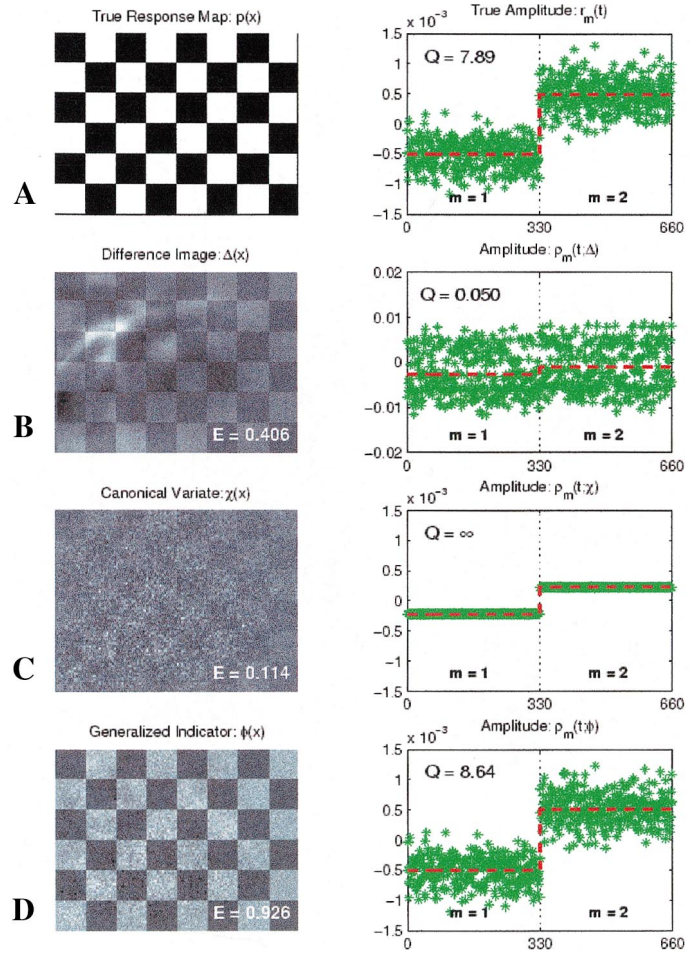 True Response Map: p(x)
True Amplitude: r_m(t)
x 10^-3
1.5
1
0.5
0
−0.5
−1
−1.5
Q = 7.89
m = 1
m = 2
0
330
660
A
Difference Image: Δ(x)
E = 0.406
Amplitude: ρ_m(t;Δ)
0.02
0.01
0
−0.01
−0.02
Q = 0.050
m = 1
m = 2
0
330
660
B
Canonical Variate: χ(x)
E = 0.114
Amplitude: ρ_m(t;χ)
x 10^-3
1.5
1
0.5
0
−0.5
−1
−1.5
Q = ∞
m = 1
m = 2
0
330
660
C
Generalized Indicator: ϕ(x)
E = 0.926
Amplitude: ρ_m(t;ϕ)
x 10^-3
1.5
1
0.5
0
−0.5
−1
−1.5
Q = 8.64
m = 1
m = 2
0
330
660
D